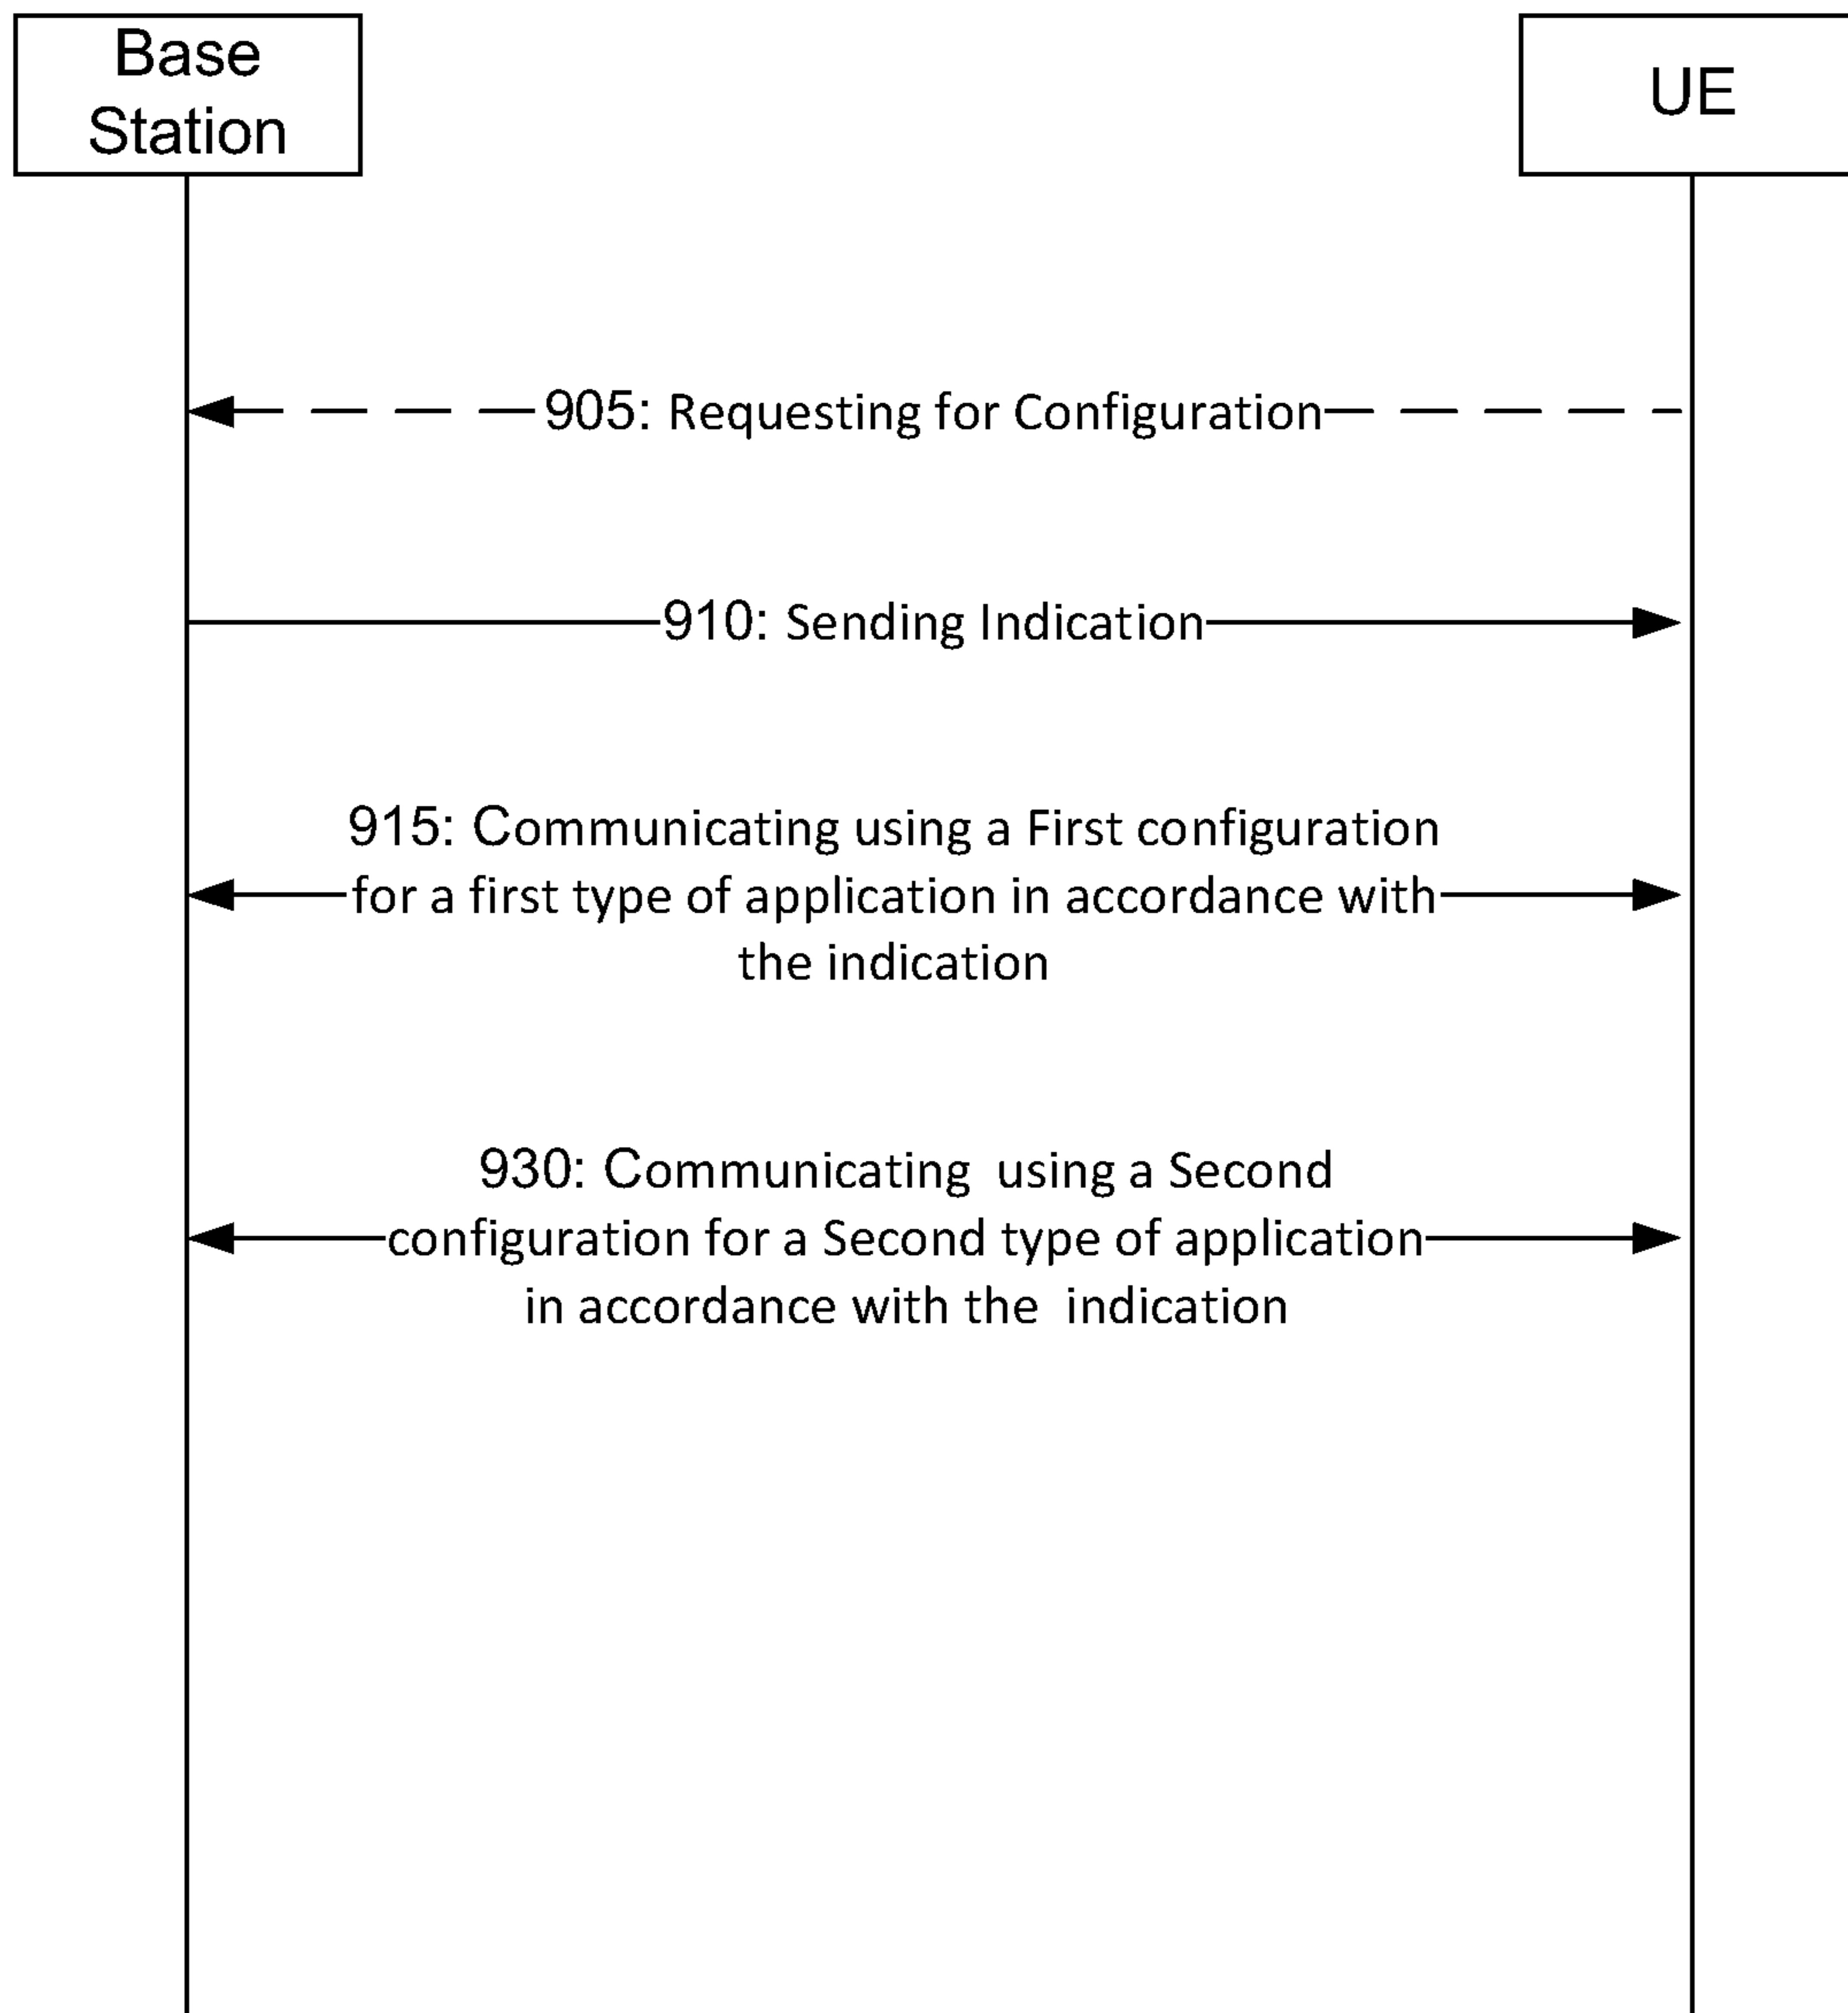 Base
Station
UE
905: Requesting for Configuration
910: Sending Indication
915: Communicating using a First configuration
for a first type of application in accordance with
the indication
930: Communicating  using a Second
configuration for a Second type of application
in accordance with the  indication